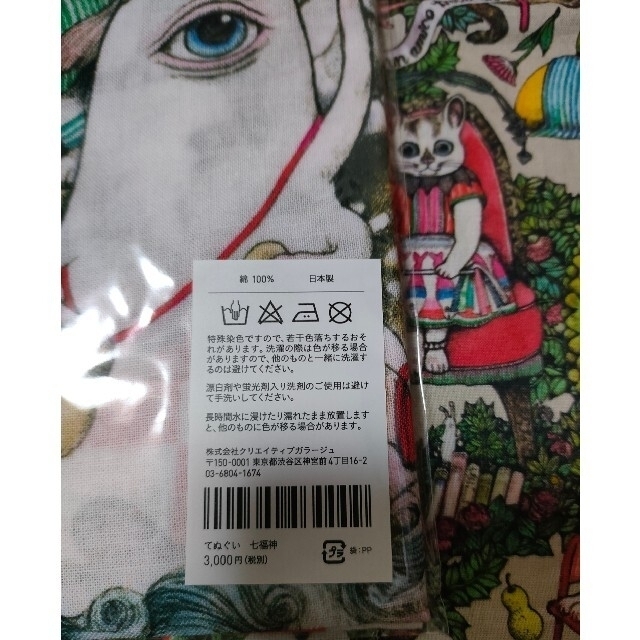 綿 100% 日本製
特殊染色ですので、若干色落ちするおそ
れがあります。洗濯の際は色が移る場合
がありますので、他のものと一緒に洗濯す
るのは避けてください。
漂白剤や蛍光剤入り洗剤のご使用は避け
て手洗いしてください。
長時間水に浸けたり濡れたまま放置します
と、他のものに色が移る場合があります。
株式会社クリエイティブガラージュ
〒150-0001 東京都渋谷区神宮前4丁目16-2
03-6804-1674
てぬぐい 七福神
3,000円(税別)
プラ 袋:PP